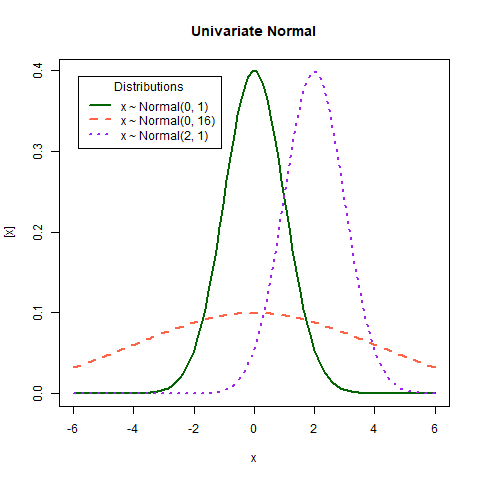 Univariate Normal
Distributions
x ~ Normal(0, 1)
x ~ Normal(0, 16)
x ~ Normal(2, 1)
[x]
0.4
0.3
0.2
0.1
0.0
-6 -4 -2 0 2 4 6
x